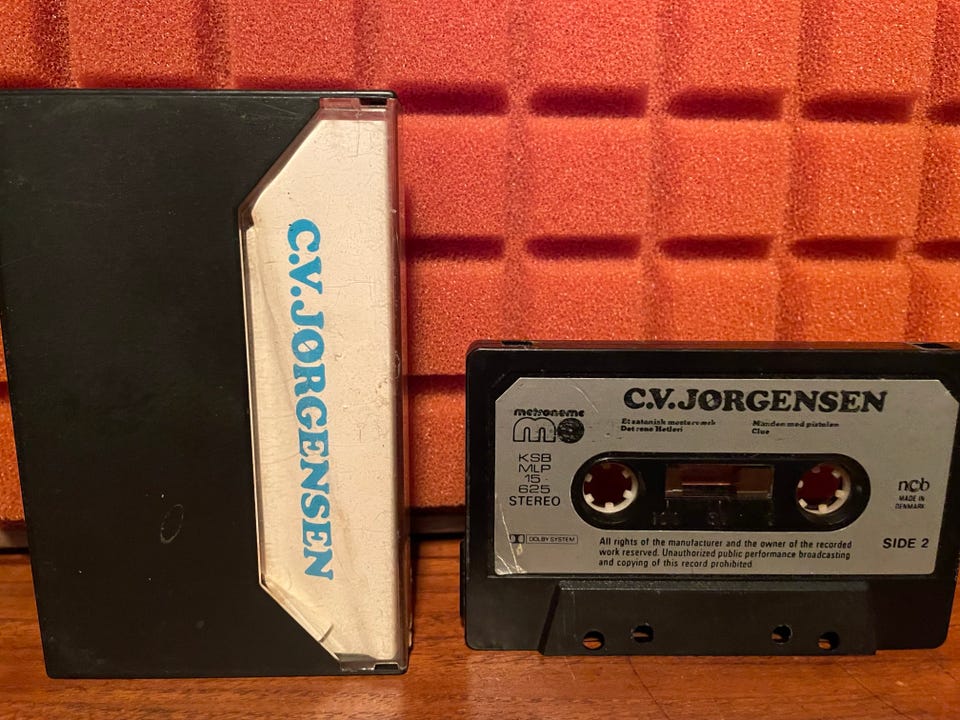 C.V.JØRGENSEN
C.V.JØRGENSEN
metronome
m
Et satanisk mesterværk
Det rene Hetleri
Manden med pistolen
Clue
KSB
MLP
15 -
625
STEREO
ncb
MADE IN
DENMARK
DOLBY SYSTEM
All rights of the manufacturer and the owner of the recorded
work reserved. Unauthorized public performance broadcasting
and copying of this record prohibited
SIDE 2